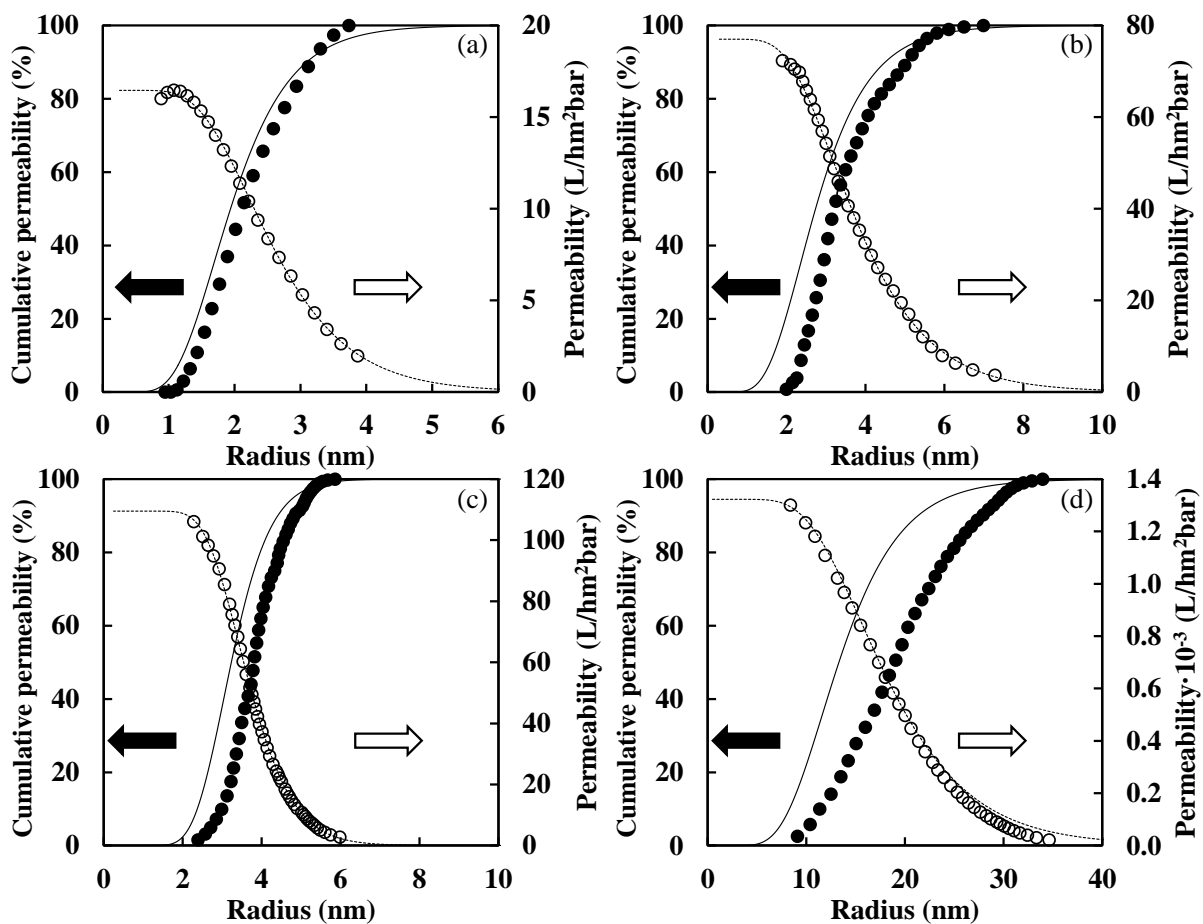 (a)
Cumulative permeability (%)
100
80
60
40
20
0
0 1 2 3 4 5 6
Radius (nm)
20
15
10
5
0
Permeability (L/hm²bar)
(b)
Cumulative permeability (%)
100
80
60
40
20
0
0 2 4 6 8 10
Radius (nm)
80
60
40
20
0
Permeability (L/hm²bar)
(c)
Cumulative permeability (%)
100
80
60
40
20
0
0 2 4 6 8 10
Radius (nm)
120
100
80
60
40
20
0
Permeability (L/hm²bar)
(d)
Cumulative permeability (%)
100
80
60
40
20
0
0 10 20 30 40
Radius (nm)
1.4
1.2
1.0
0.8
0.6
0.4
0.2
0.0
Permeability·10⁻³ (L/hm²bar)